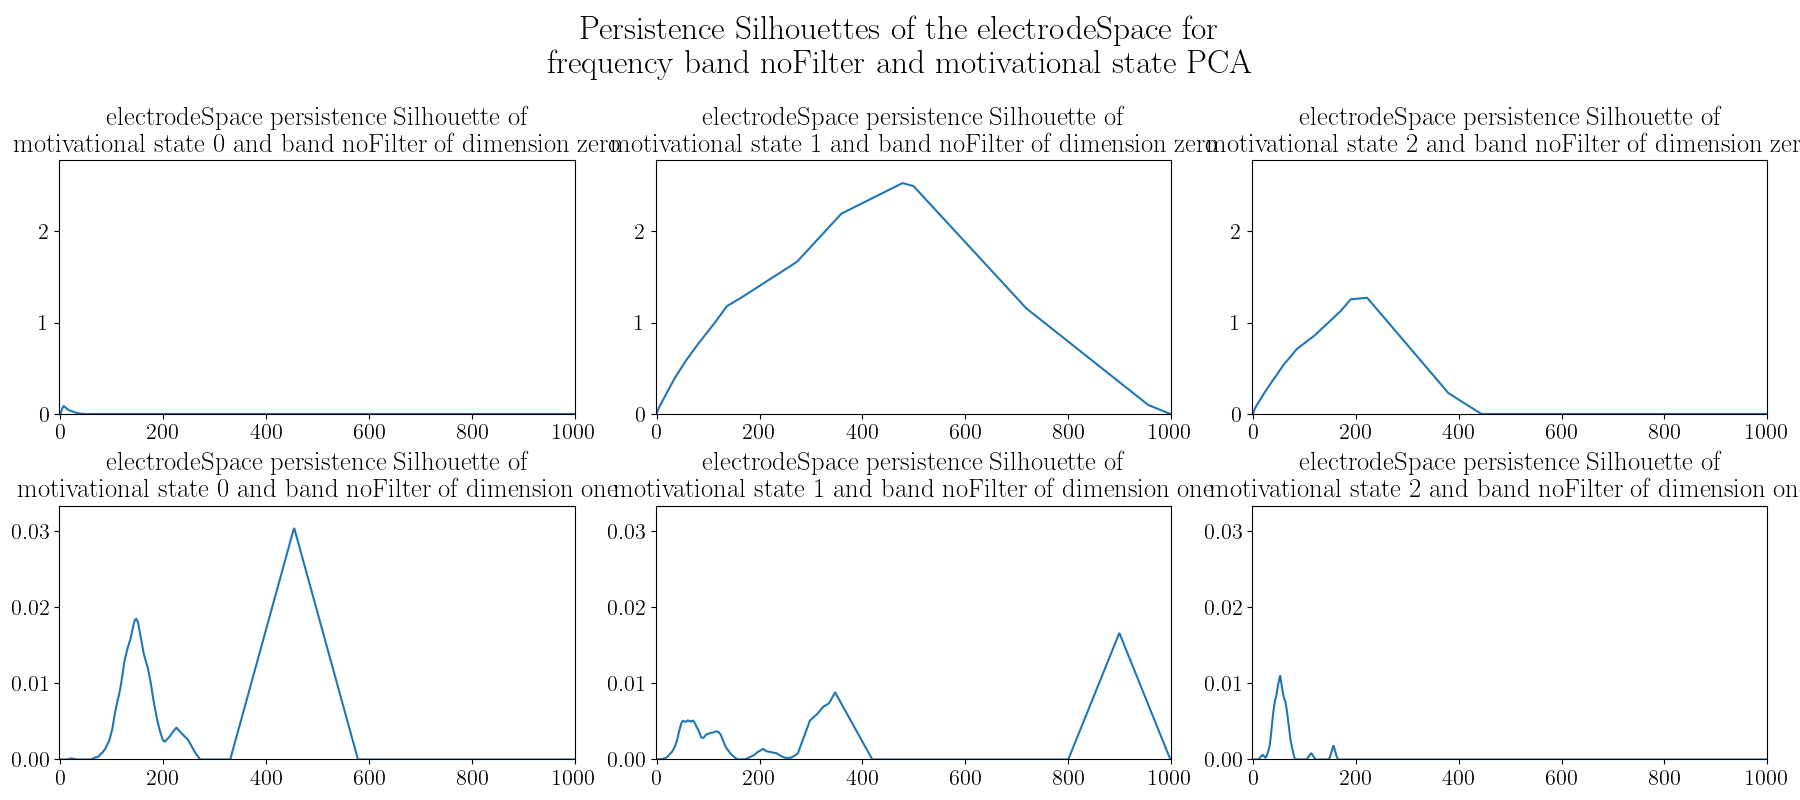 Persistence Silhouettes of the electrodeSpace for
frequency band noFilter and motivational state PCA
electrodeSpace persistence Silhouette of
motivational state 0 and band noFilter of dimension zero
electrodeSpace persistence Silhouette of
motivational state 1 and band noFilter of dimension zero
electrodeSpace persistence Silhouette of
motivational state 2 and band noFilter of dimension zer
2
1
0
0 200 400 600 800 1000
2
1
0
0 200 400 600 800 1000
2
1
0
0 200 400 600 800 1000
electrodeSpace persistence Silhouette of
motivational state 0 and band noFilter of dimension one
electrodeSpace persistence Silhouette of
motivational state 1 and band noFilter of dimension one
electrodeSpace persistence Silhouette of
motivational state 2 and band noFilter of dimension on
0.03
0.02
0.01
0.00
0 200 400 600 800 1000
0.03
0.02
0.01
0.00
0 200 400 600 800 1000
0.03
0.02
0.01
0.00
0 200 400 600 800 1000